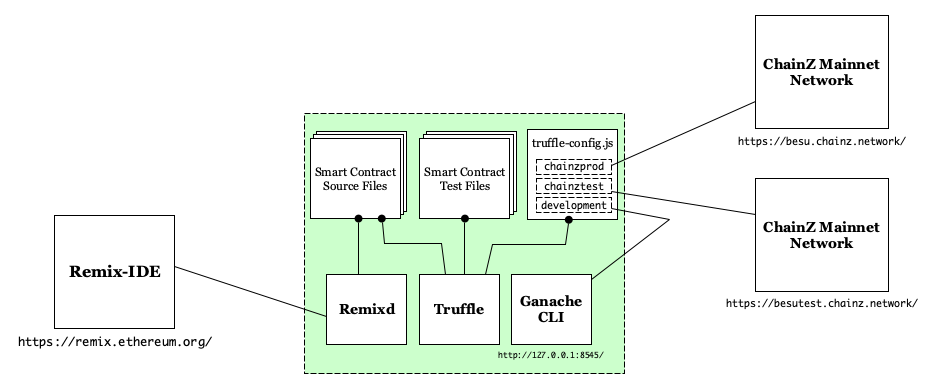 ChainZ Mainnet
Network
https://besu.chainz.network/
Smart Contract
Source Files
Smart Contract
Test Files
truffle-config.js
chainzprod
chainztest
development
ChainZ Mainnet
Network
https://besutest.chainz.network/
Remix-IDE
https://remix.ethereum.org/
Remixd
Truffle
Ganache
CLI
http://127.0.0.1:8545/